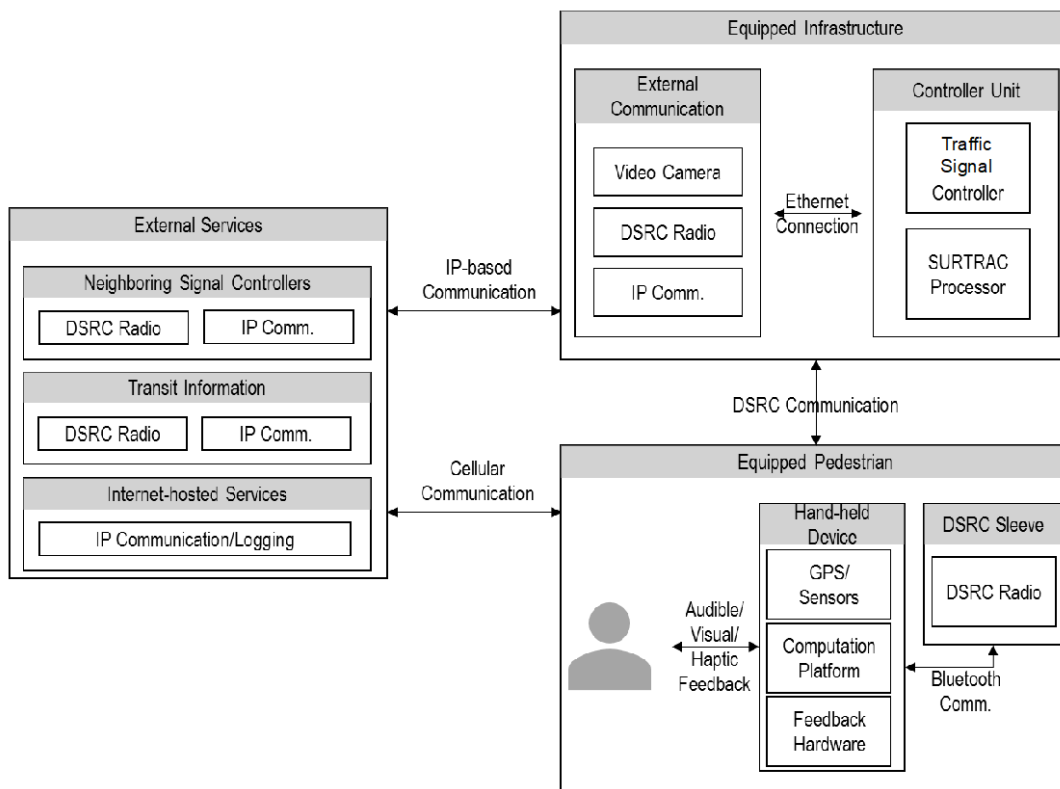 Equipped Infrastructure
External
Communication
Video Camera
DSRC Radio
IP Comm.
Ethernet
Connection
Controller Unit
Traffic
Signal
Controller
SURTRAC
Processor
External Services
Neighboring Signal Controllers
DSRC Radio
IP Comm.
Transit Information
DSRC Radio
IP Comm.
Internet-hosted Services
IP Communication/Logging
IP-based
Communication
Cellular
Communication
DSRC Communication
Equipped Pedestrian
Audible/
Visual/
Haptic
Feedback
Hand-held
Device
GPS/
Sensors
Computation
Platform
Feedback
Hardware
DSRC Sleeve
DSRC Radio
Bluetooth
Comm.